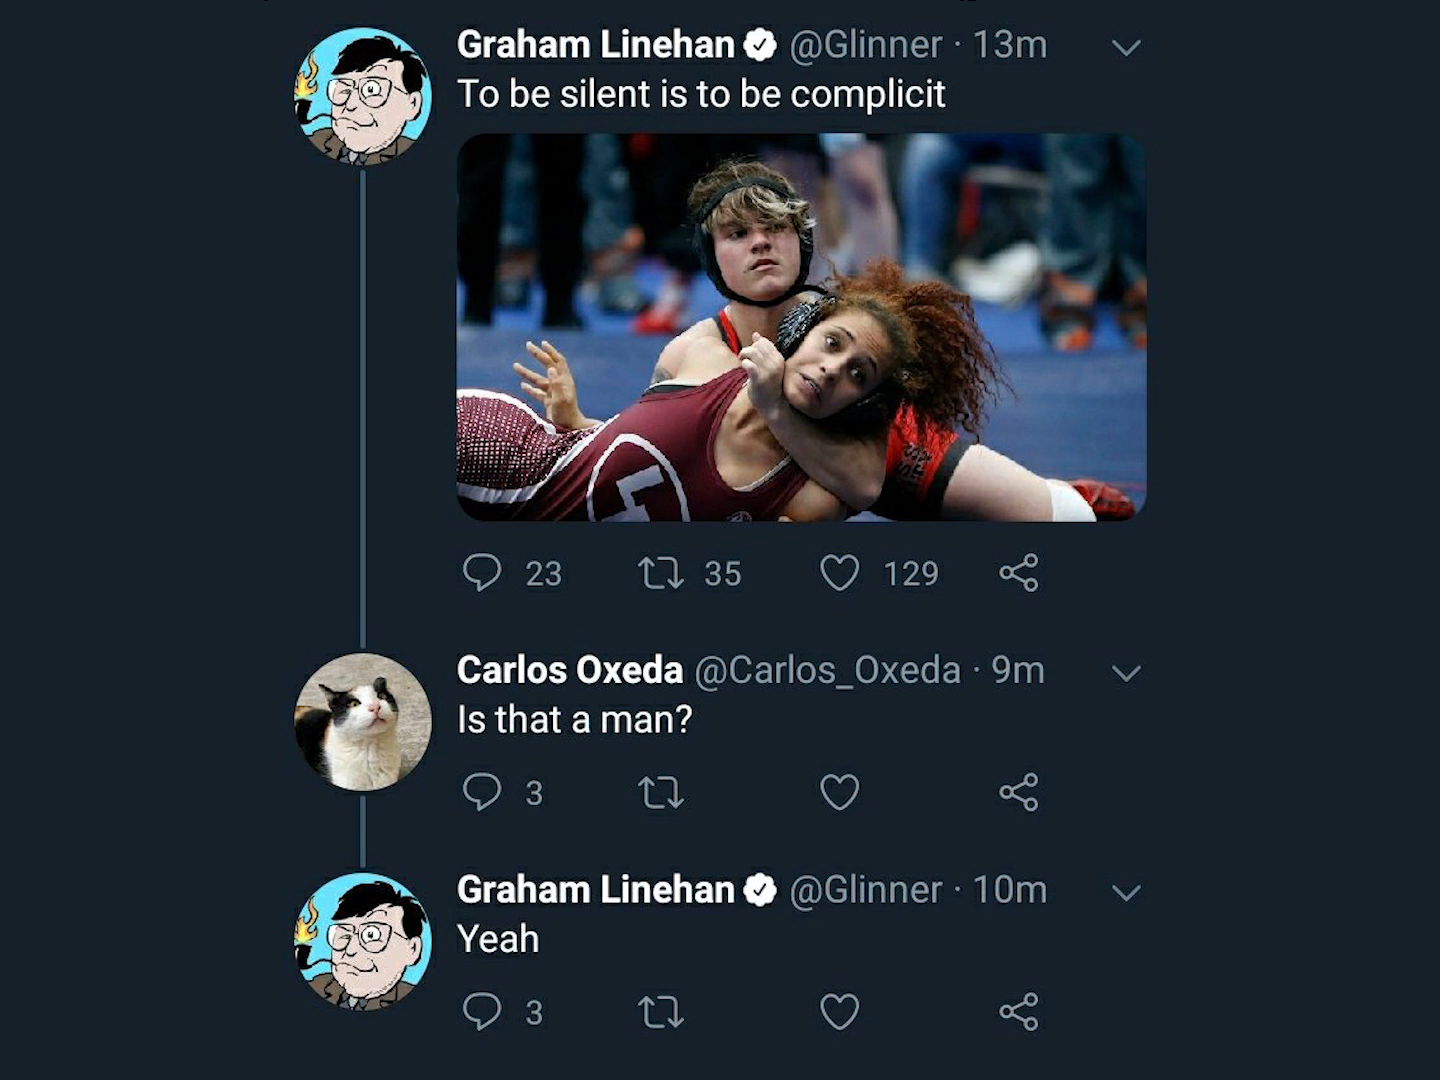 Graham Linehan @Glinner · 13m
To be silent is to be complicit
23 35 129
Carlos Oxeda @Carlos_Oxeda · 9m
Is that a man?
3
Graham Linehan @Glinner · 10m
Yeah
3